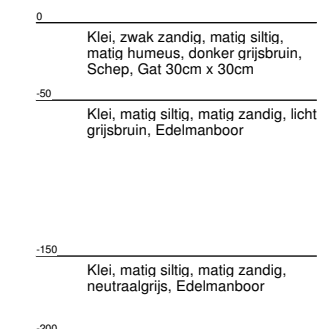 0
Klei, zwak zandig, matig siltig,
matig humeus, donker grijsbruin,
Schep, Gat 30cm x 30cm
-50
Klei, matig siltig, matig zandig, licht
grijsbruin, Edelmanboor
-150
Klei, matig siltig, matig zandig,
neutraalgrijs, Edelmanboor
-200